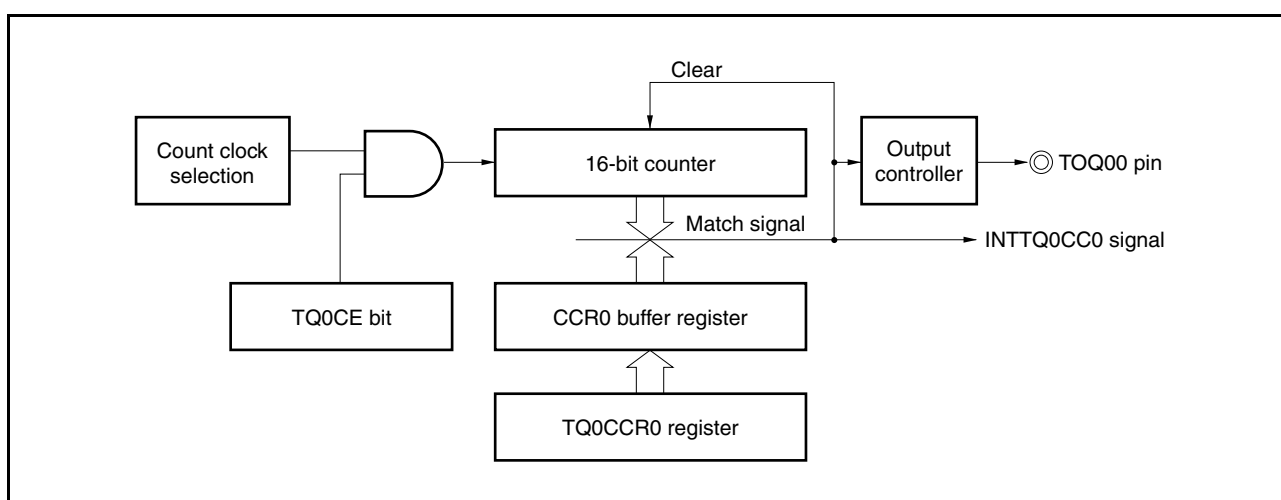 Clear
Count clock
selection
16-bit counter
Output
controller
TOQ00 pin
Match signal
INTTQ0CC0 signal
TQ0CE bit
CCR0 buffer register
TQ0CCR0 register